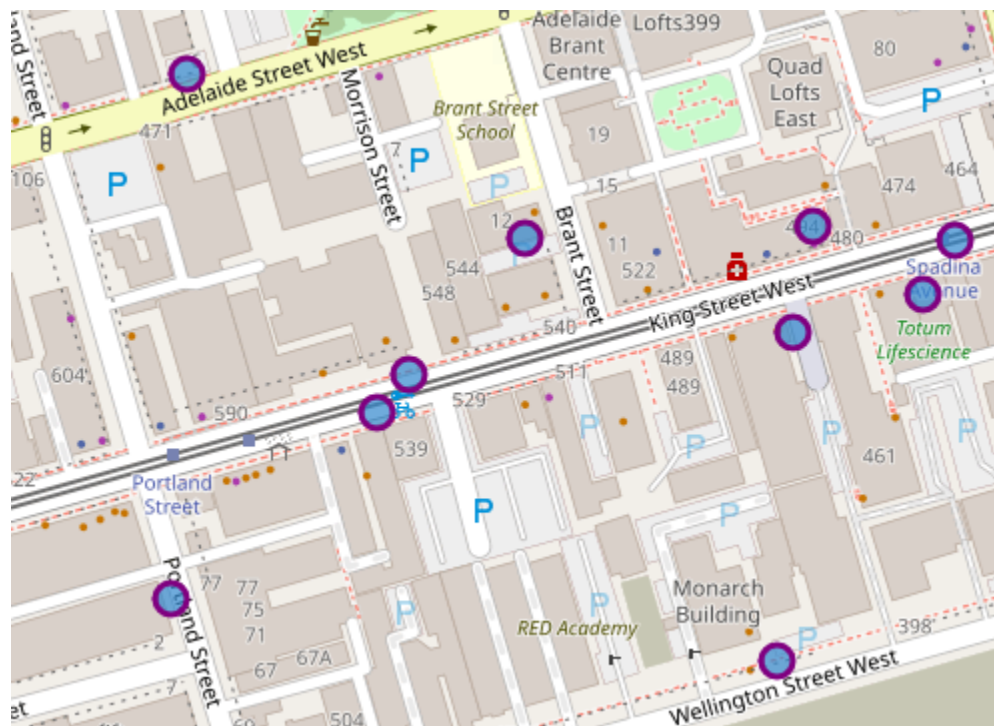 Adelaide
Brant
Centre
Lofts399
80
Adelaide Street West
land Street
Quad
Lofts
East
Brant Street
School
471
Morrison Street
7
P
P
P
P
19
106
15
474
464
12
Brant Street
11
494
480
522
544
548
Spadina
Avenue
King Street West
540
Totum
Lifescience
489
489
511
604
590
529
539
P
P
P
P
461
22
Portland
Street
P
P
Portland Street
77
77
75
71
2
67
67A
7
P
P
RED Academy
Monarch
Building
P
398
Wellington Street West
504